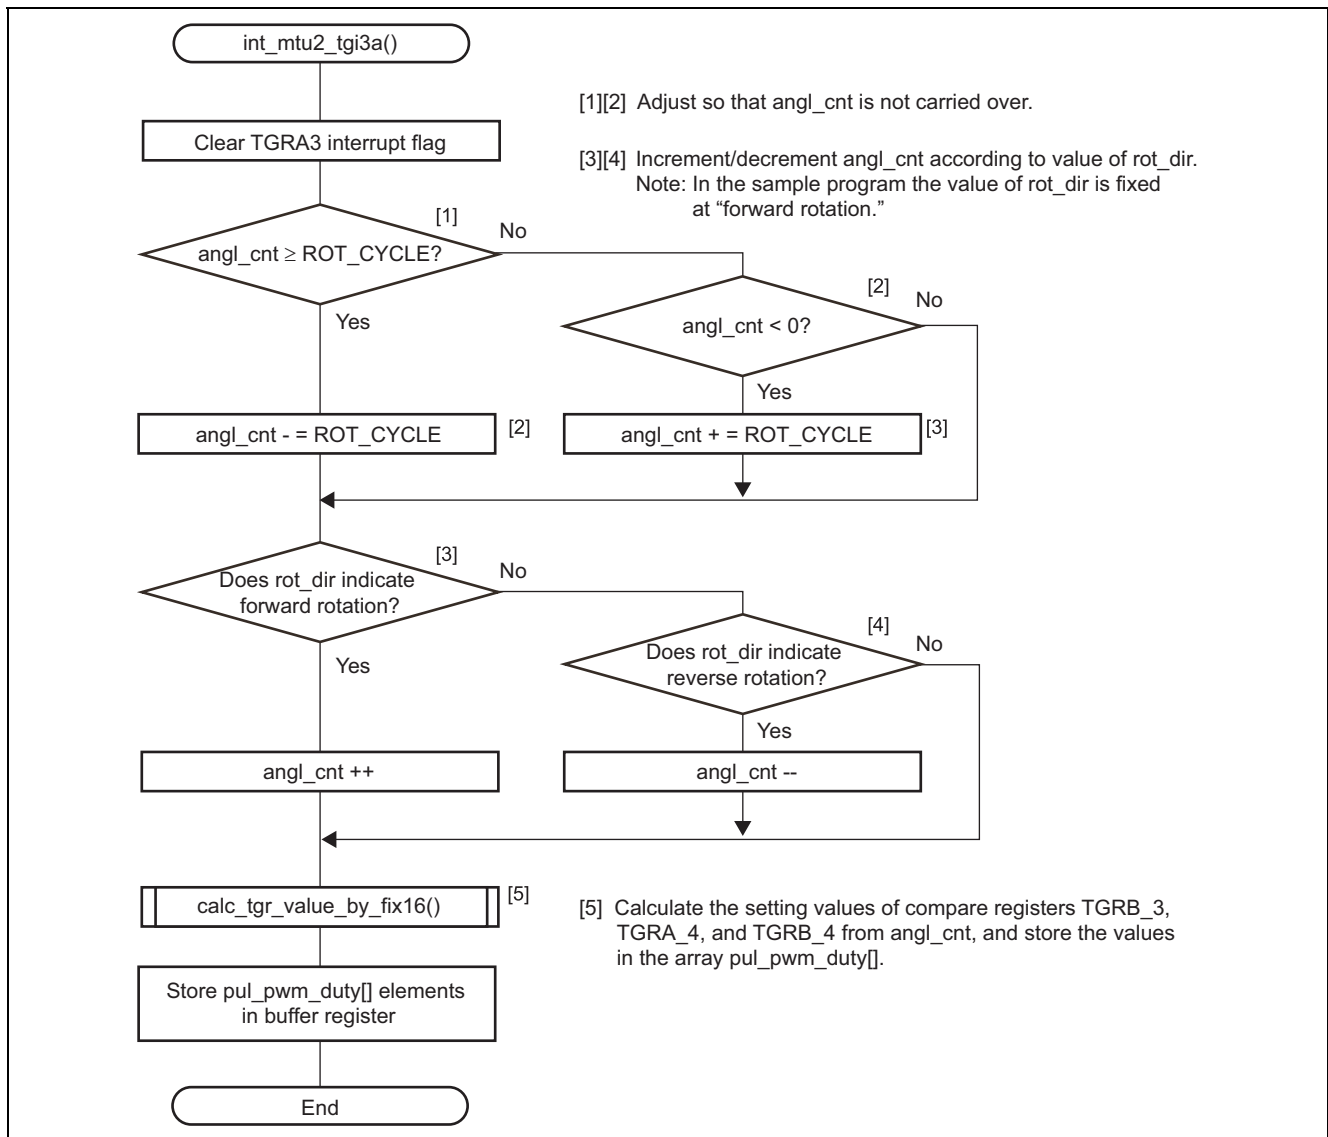 int_mtu2_tgi3a()
[1][2] Adjust so that angl_cnt is not carried over.
Clear TGRA3 interrupt flag
[3][4] Increment/decrement angl_cnt according to value of rot_dir.
Note: In the sample program the value of rot_dir is fixed
at “forward rotation.”
[1]
No
angl_cnt ≥ ROT_CYCLE?
[2]
No
Yes
angl_cnt < 0?
Yes
angl_cnt - = ROT_CYCLE
[2]
angl_cnt + = ROT_CYCLE
[3]
[3]
No
Does rot_dir indicate
forward rotation?
[4]
No
Yes
Does rot_dir indicate
reverse rotation?
Yes
angl_cnt ++
angl_cnt --
calc_tgr_value_by_fix16()
[5]
[5] Calculate the setting values of compare registers TGRB_3,
TGRA_4, and TGRB_4 from angl_cnt, and store the values
in the array pul_pwm_duty[].
Store pul_pwm_duty[] elements
in buffer register
End